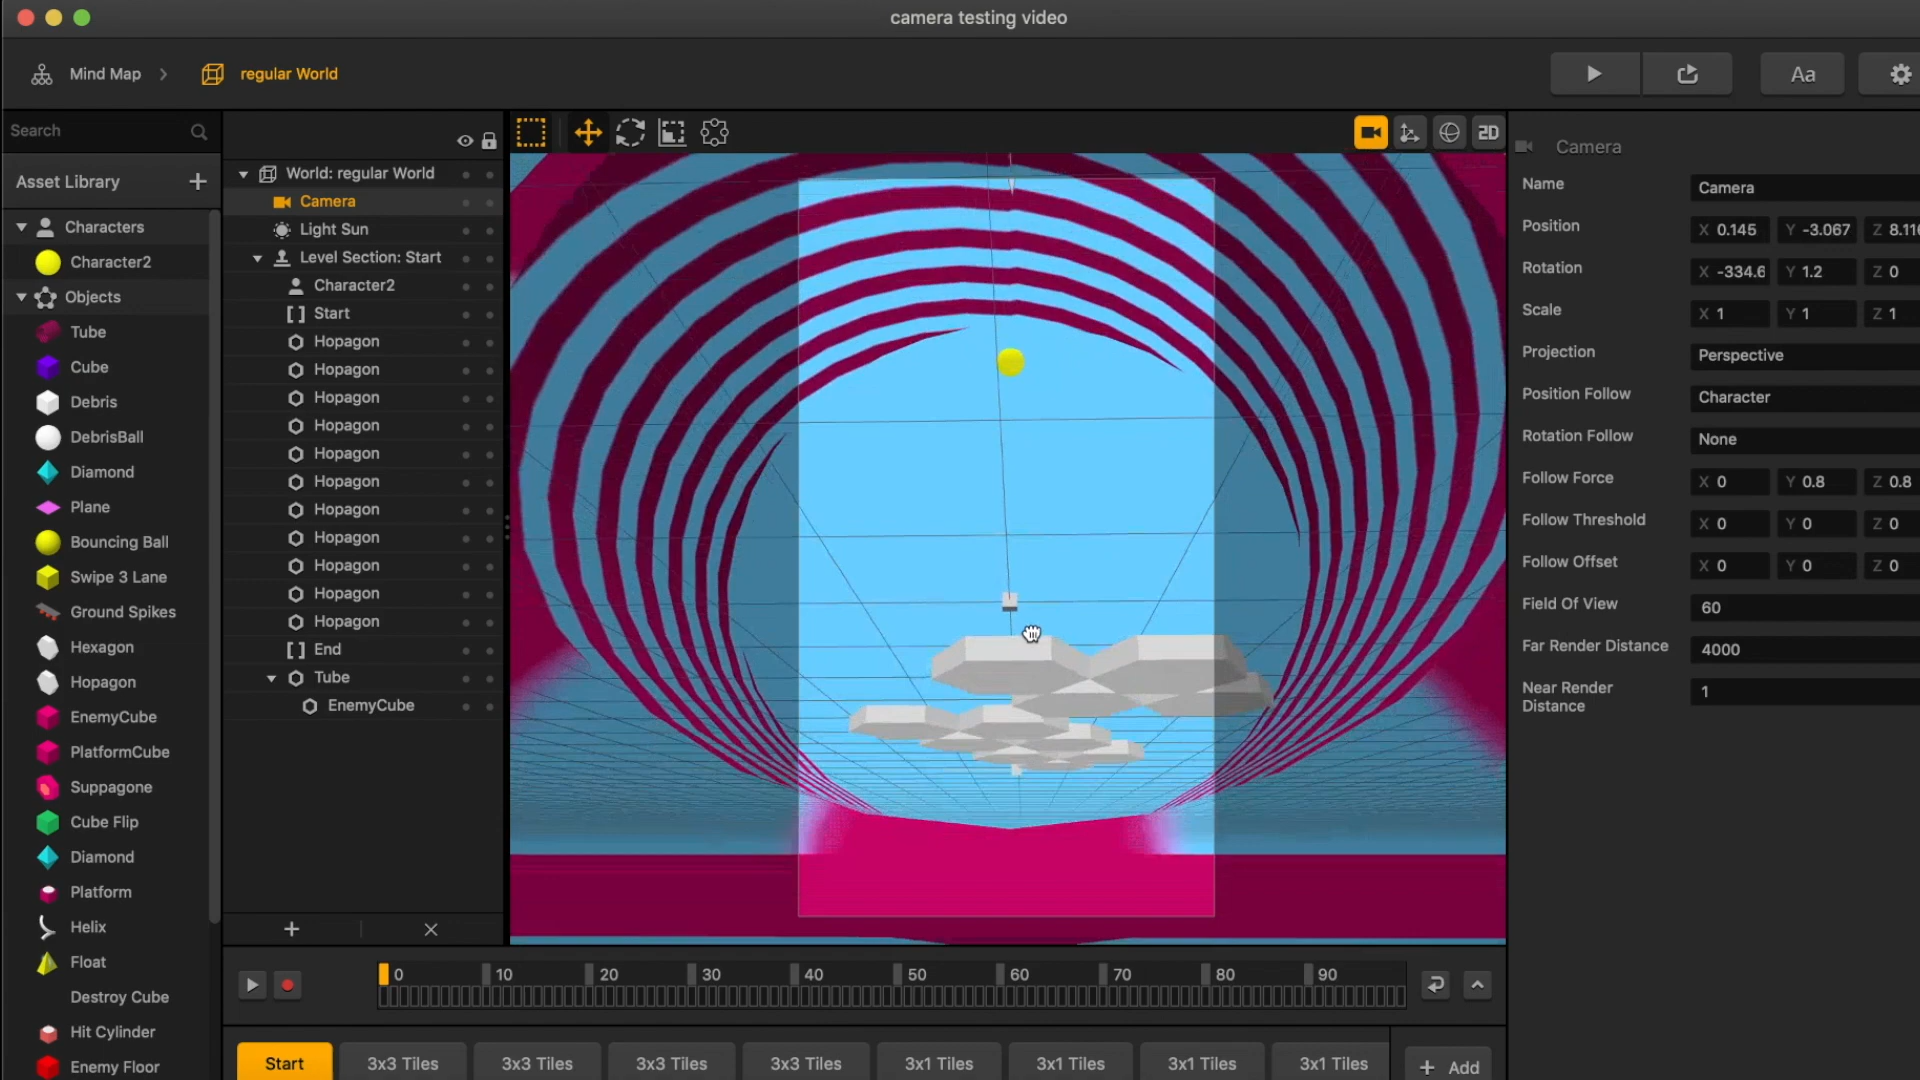 camera testing video
Mind Map
regular World
Aa
Search
Asset Library
Characters
Character2
Objects
Tube
Cube
Debris
DebrisBall
Diamond
Plane
Bouncing Ball
Swipe 3 Lane
Ground Spikes
Hexagon
Hopagon
EnemyCube
PlatformCube
Suppagone
Cube Flip
Diamond
Platform
Helix
Float
Destroy Cube
Hit Cylinder
Enemy Floor
World: regular World
Camera
Light Sun
Level Section: Start
Character2
Start
Hopagon
Hopagon
Hopagon
Hopagon
Hopagon
Hopagon
Hopagon
Hopagon
Hopagon
Hopagon
Hopagon
End
Tube
EnemyCube
2D
Camera
Name Camera
Position X 0.145 Y -3.067 Z 8.116
Rotation X -334.6 Y 1.2 Z 0
Scale X 1 Y 1 Z 1
Projection Perspective
Position Follow Character
Rotation Follow None
Follow Force X 0 Y 0.8 Z 0.8
Follow Threshold X 0 Y 0 Z 0
Follow Offset X 0 Y 0 Z 0
Field Of View 60
Far Render Distance 4000
Near Render
Distance 1
0 10 20 30 40 50 60 70 80 90
Start 3x3 Tiles 3x3 Tiles 3x3 Tiles 3x3 Tiles 3x1 Tiles 3x1 Tiles 3x1 Tiles 3x1 Tiles + Add